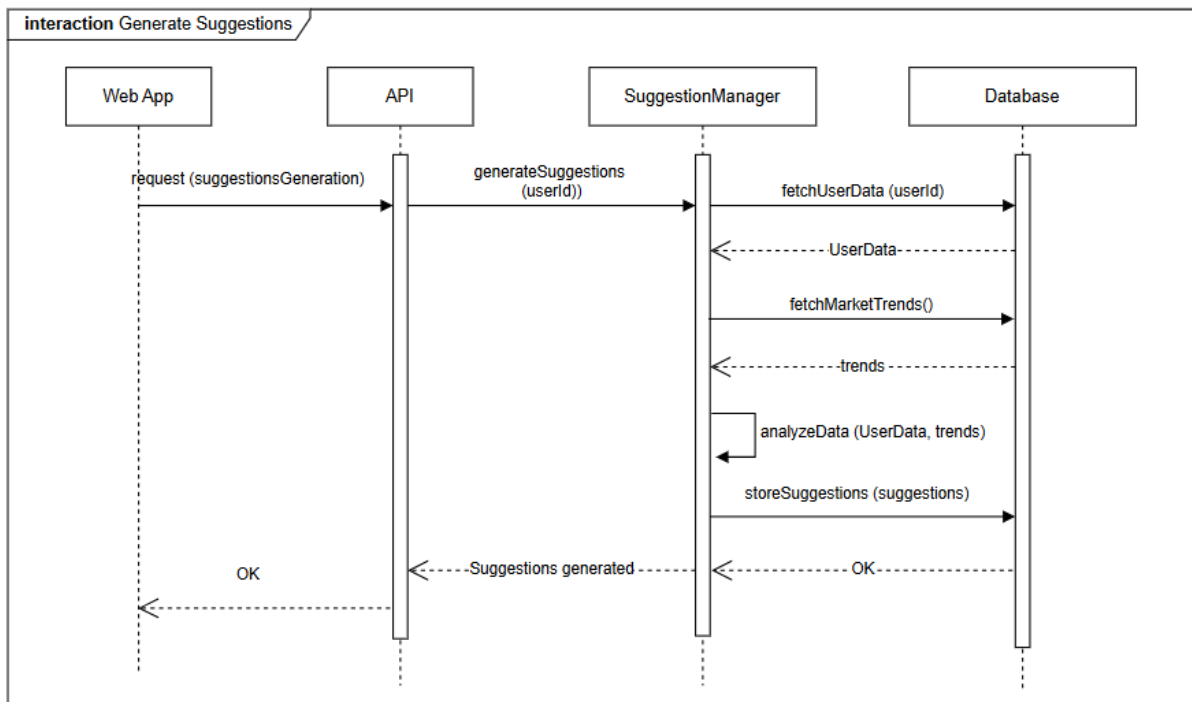 interaction Generate Suggestions
Web App
API
SuggestionManager
Database
request (suggestionsGeneration)
generateSuggestions
(userId))
fetchUserData (userId)
UserData
fetchMarketTrends()
trends
analyzeData (UserData, trends)
storeSuggestions (suggestions)
OK
Suggestions generated
OK